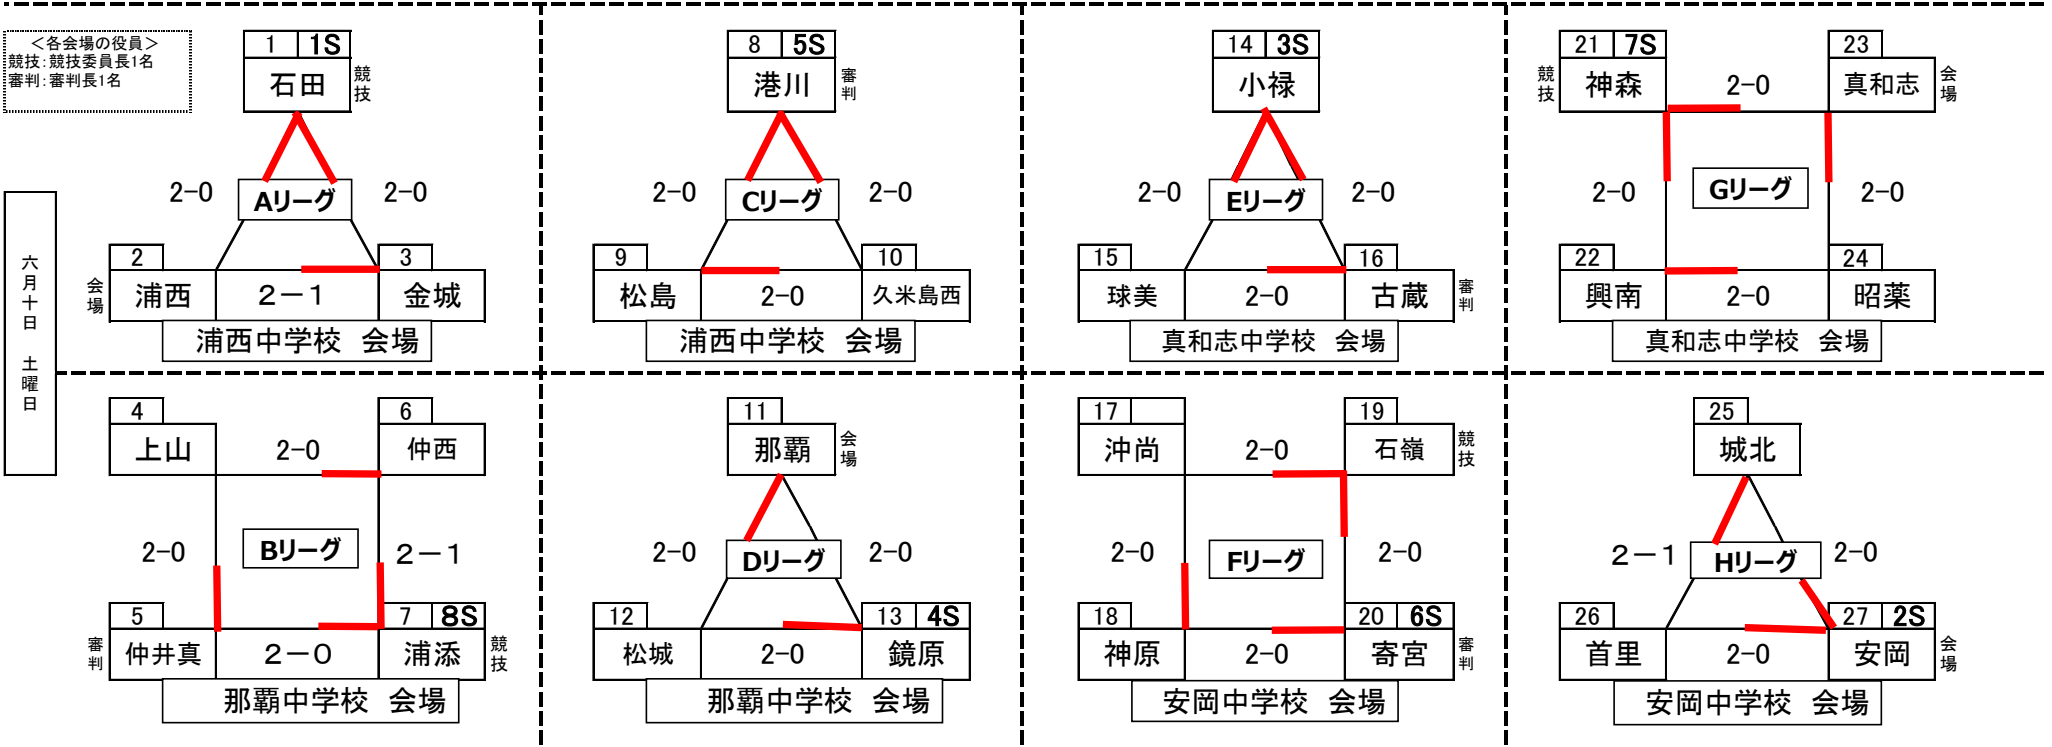 ＜各会場の役員＞
競技：競技委員長1名
審判：審判長1名
六月十日　土曜日
1 1S
石田
競技
2-0 Aリーグ 2-0
2 3
会場
浦西 2－1 金城
浦西中学校　会場
8 5S
港川
審判
2-0 Cリーグ 2-0
9 10
松島 2-0 久米島西
浦西中学校　会場
14 3S
小禄
2-0 Eリーグ 2-0
15 16
球美 2-0 古蔵
審判
真和志中学校　会場
21 7S 23
競技
神森 2-0 真和志
会場
2-0 Gリーグ 2-0
22 24
興南 2-0 昭薬
真和志中学校　会場
4 6
上山 2-0 仲西
2-0 Bリーグ 2－1
5 7 8S
審判
仲井真 2－0 浦添
競技
那覇中学校　会場
11
那覇
会場
2-0 Dリーグ 2-0
12 13 4S
松城 2-0 鏡原
那覇中学校　会場
17 19
沖尚 2-0 石嶺
競技
2-0 Fリーグ 2-0
18 20 6S
神原 2-0 寄宮
審判
安岡中学校　会場
25
城北
2－1 Hリーグ 2-0
26 27 2S
首里 2-0 安岡
会場
安岡中学校　会場